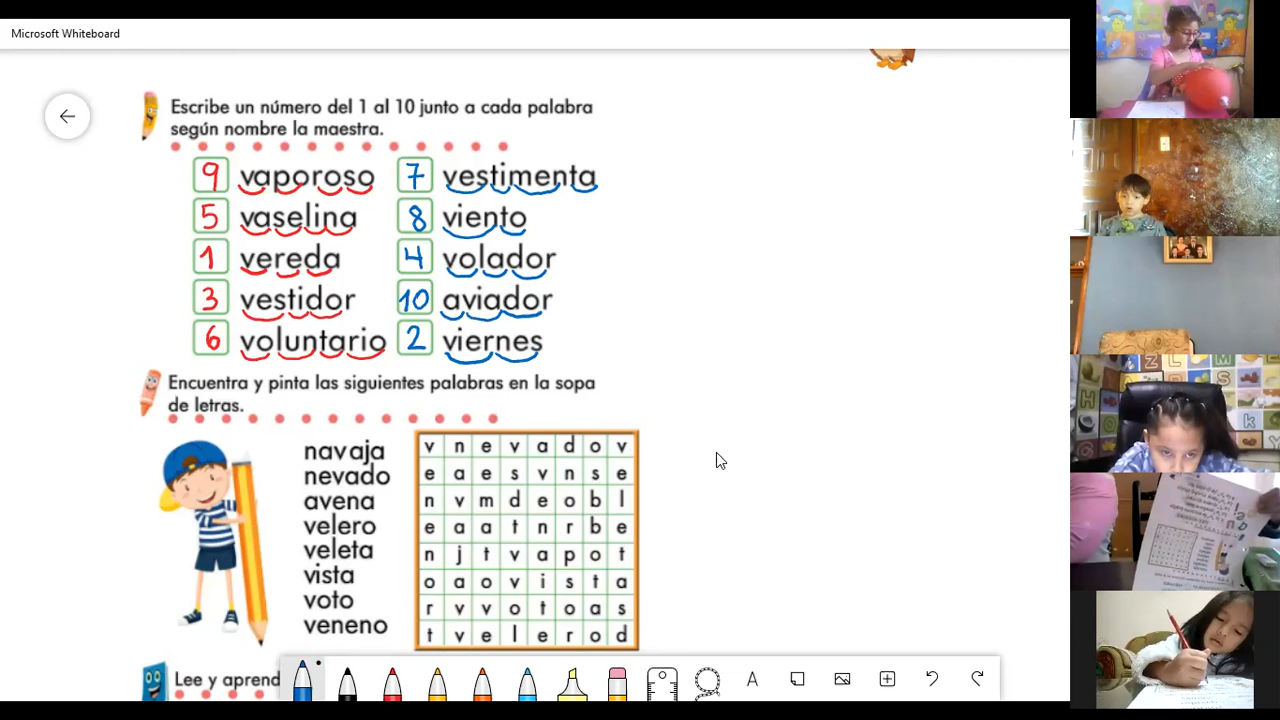 Microsoft Whiteboard
Escribe un número del 1 al 10 junto a cada palabra
según nombre la maestra.
9 vaporoso 7 vestimenta
5 vaselina 8 viento
1 vereda 4 volador
3 vestidor 10 aviador
6 voluntario 2 viernes
Encuentra y pinta las siguientes palabras en la sopa
de letras.
navaja
nevado
avena
velero
veleta
vista
voto
veneno
v n e v a d o v
e a e s v n s e
n v m d e o b l
e a a t n r b e
n j t v a p o t
o a o v i s t a
r v v o t o a s
t v e l e r o d
Lee y aprend
A